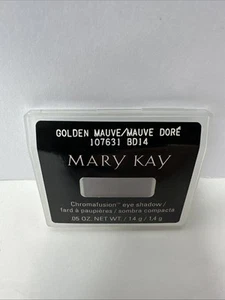 GOLDEN MAUVE/MAUVE DORÉ
107631 BD14
MARY KAY
Chromafusion™ eye shadow/
fard à paupières / sombra compacta
.05 OZ. NET WT. / 1.4 g / 1,4 g